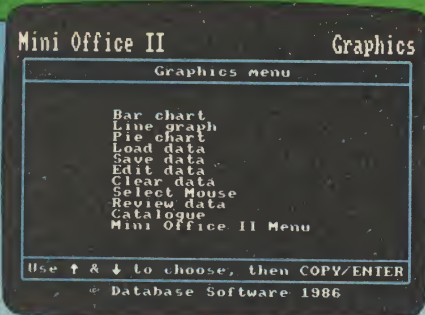 Mini Office II Graphics
Graphics menu
Bar chart
Line graph
Pie chart
Load data
Save data
Edit data
Clear data
Select Mouse
Review data
Catalogue
Mini Office II Menu
Use ↑ & ↓ to choose, then COPY/ENTER
© Database Software 1986